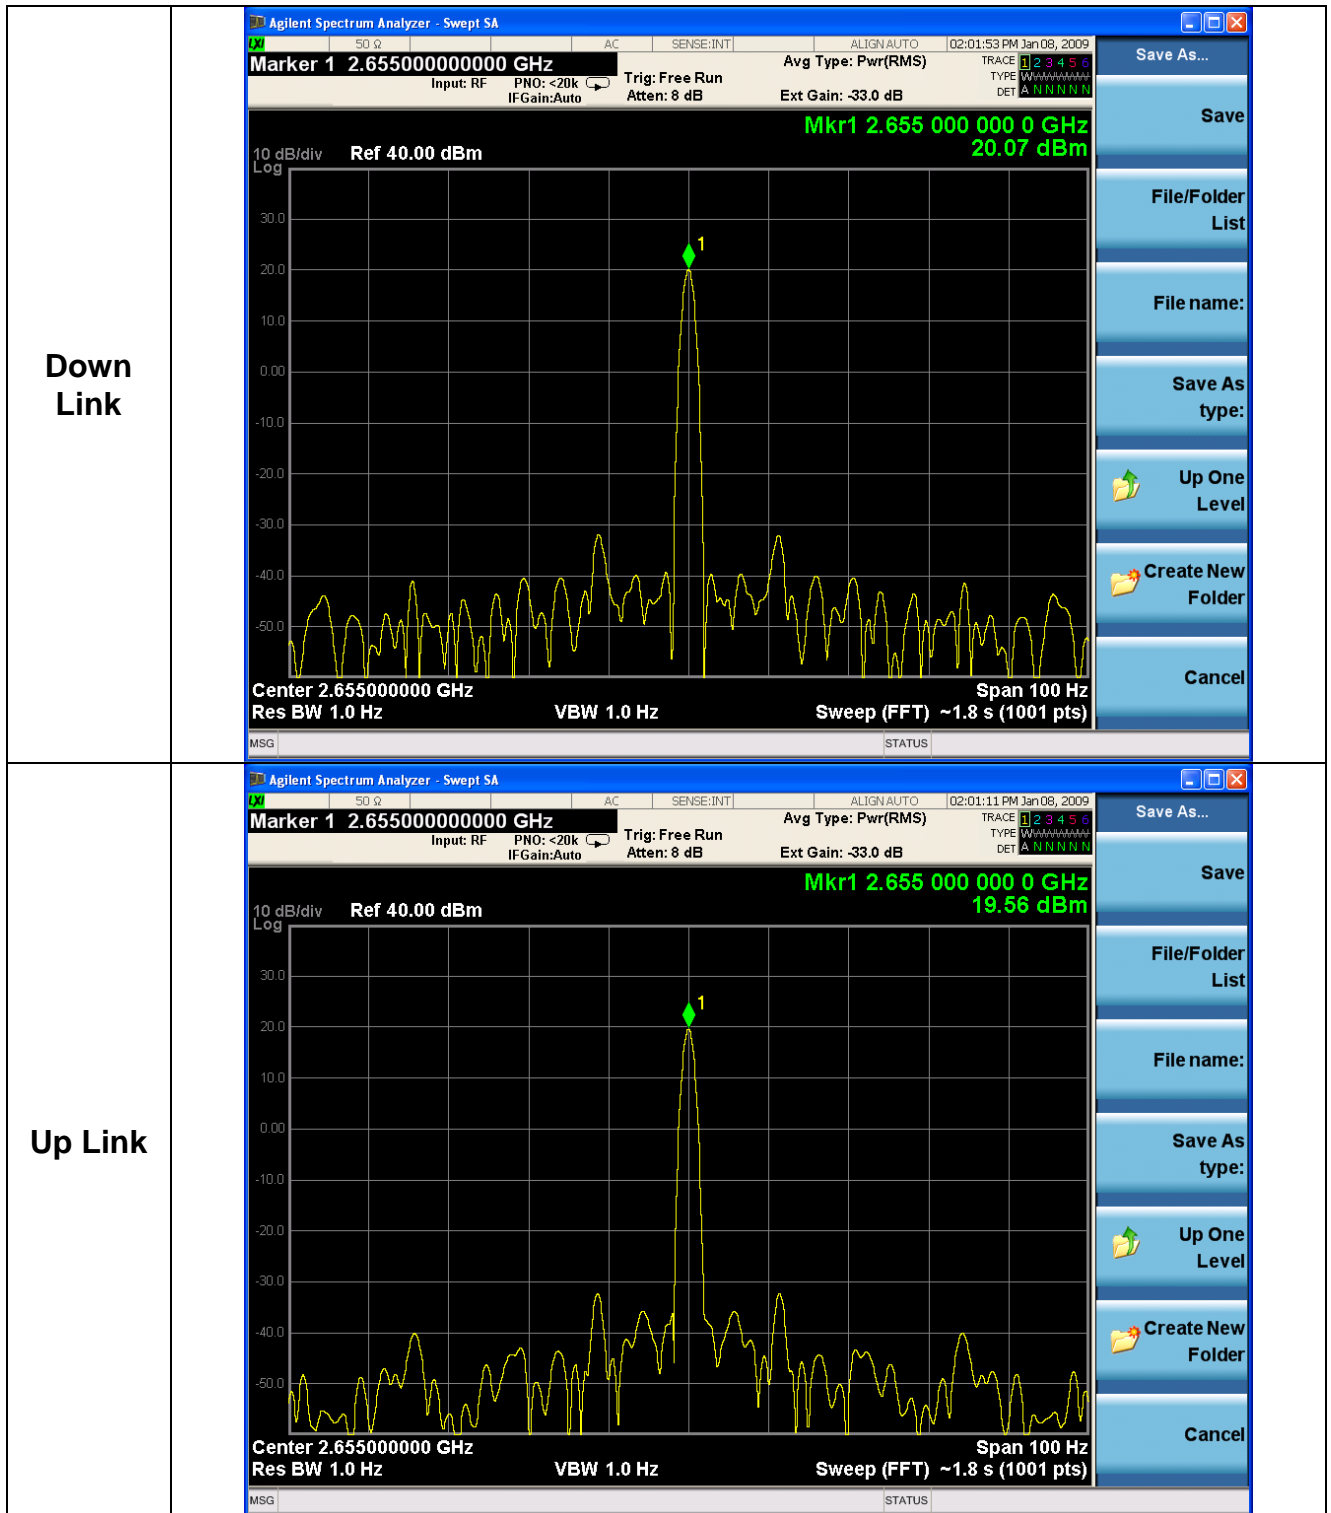 Down
Link
Agilent Spectrum Analyzer - Swept SA
LXI 50 Ω AC SENSE:INT ALIGN AUTO 02:01:53 PM Jan 08, 2009
Marker 1 2.655000000000 GHz
Input: RF PNO: <20k
IFGain:Auto
Trig: Free Run
Atten: 8 dB
Avg Type: Pwr(RMS)
Ext Gain: -33.0 dB
TRACE 1 2 3 4 5 6
TYPE
DET A N N N N N
Mkr1 2.655 000 000 0 GHz
20.07 dBm
10 dB/div
Log
Ref 40.00 dBm
30.0
20.0
10.0
0.00
-10.0
-20.0
-30.0
-40.0
-50.0
1
Center 2.655000000 GHz
Span 100 Hz
Res BW 1.0 Hz
VBW 1.0 Hz
Sweep (FFT) ~1.8 s (1001 pts)
MSG
STATUS
Save As...
Save
File/Folder
List
File name:
Save As
type:
Up One
Level
Create New
Folder
Cancel
Up Link
Agilent Spectrum Analyzer - Swept SA
LXI 50 Ω AC SENSE:INT ALIGN AUTO 02:01:11 PM Jan 08, 2009
Marker 1 2.655000000000 GHz
Input: RF PNO: <20k
IFGain:Auto
Trig: Free Run
Atten: 8 dB
Avg Type: Pwr(RMS)
Ext Gain: -33.0 dB
TRACE 1 2 3 4 5 6
TYPE
DET A N N N N N
Mkr1 2.655 000 000 0 GHz
19.56 dBm
10 dB/div
Log
Ref 40.00 dBm
30.0
20.0
10.0
0.00
-10.0
-20.0
-30.0
-40.0
-50.0
1
Center 2.655000000 GHz
Span 100 Hz
Res BW 1.0 Hz
VBW 1.0 Hz
Sweep (FFT) ~1.8 s (1001 pts)
MSG
STATUS
Save As...
Save
File/Folder
List
File name:
Save As
type:
Up One
Level
Create New
Folder
Cancel